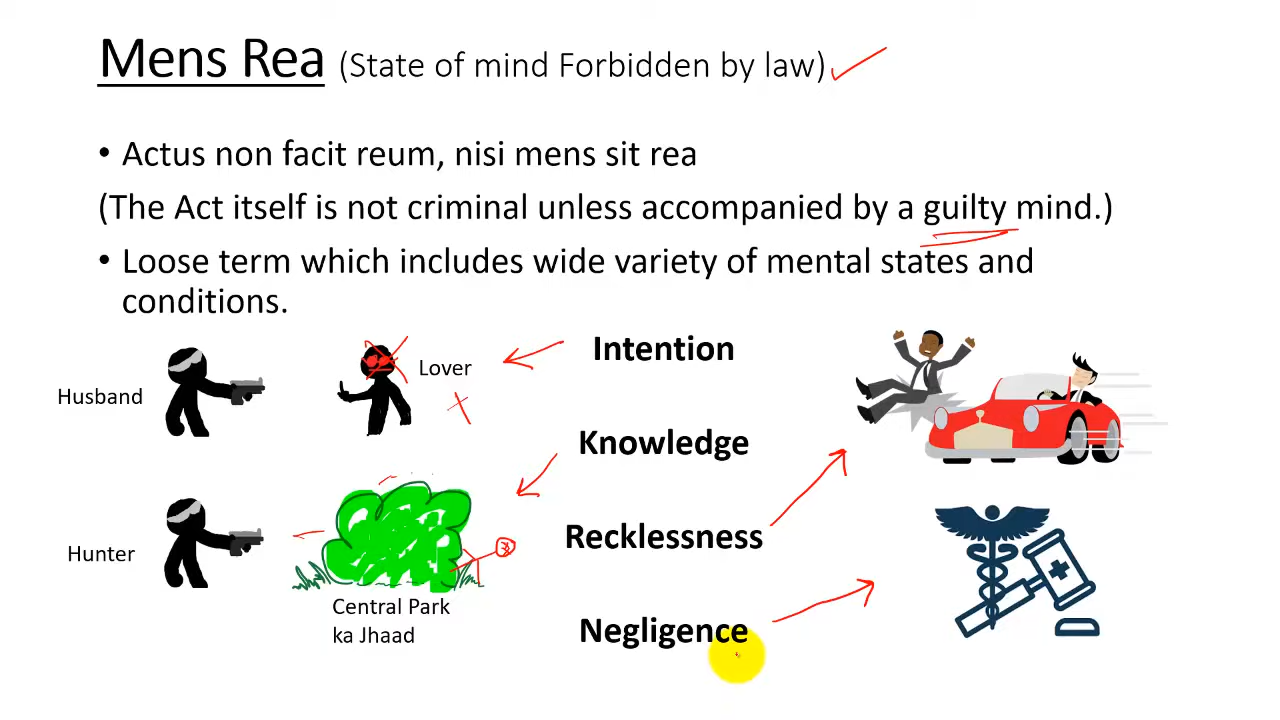 Mens Rea (State of mind Forbidden by law)
• Actus non facit reum, nisi mens sit rea
(The Act itself is not criminal unless accompanied by a guilty mind.)
• Loose term which includes wide variety of mental states and
conditions.
Husband
Lover
Intention
Knowledge
Hunter
Central Park
ka Jhaad
Recklessness
Negligence